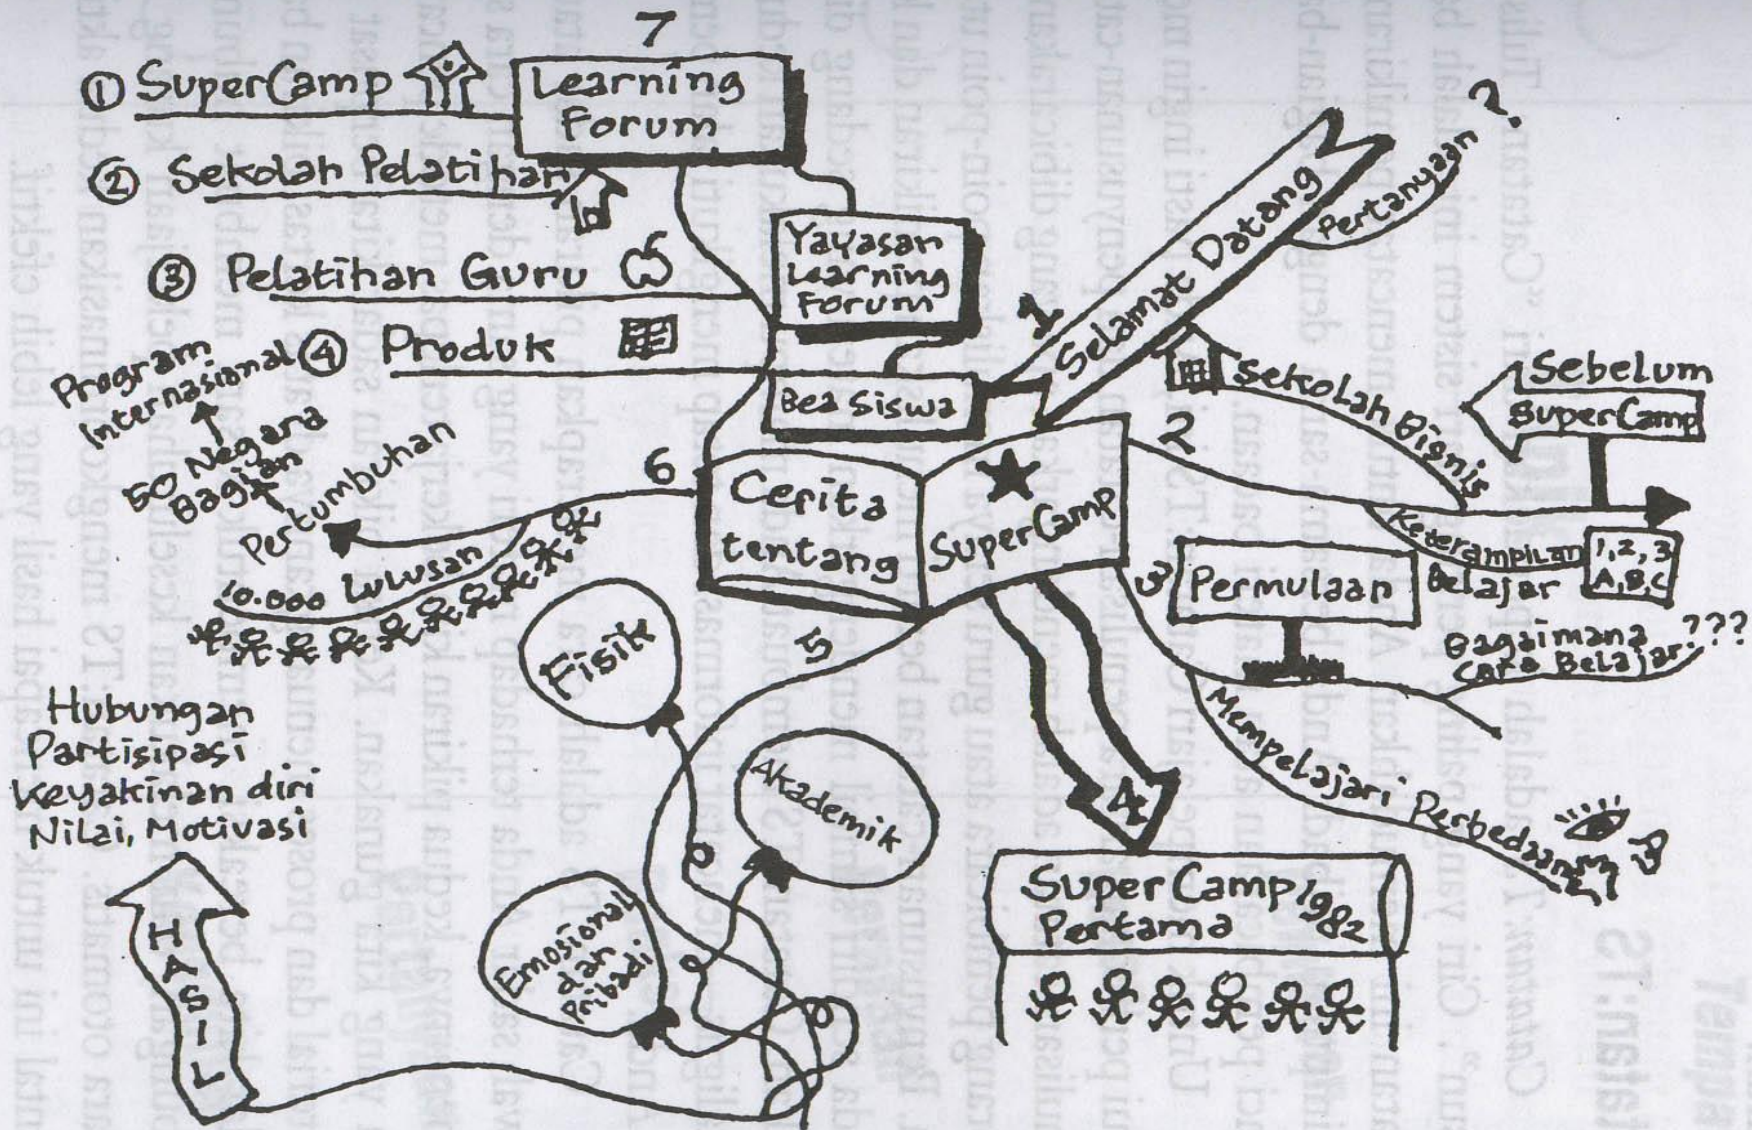 7
① SuperCamp
Learning
Forum
② Sekolah Pelatihan
③ Pelatihan Guru
④ Produk
Yayasan
Learning
Forum
Bea Siswa
1
Selamat Datang
Pertanyaan ?
2
Sekolah Bisnis
Sebelum
SuperCamp
Keterampilan
Belajar
1, 2, 3
A, B, C
Cerita
tentang
SuperCamp
3
Permulaan
Bagaimana
Cara Belajar ???
Mempelajari Perbedaan
4
Super Camp 1982
Pertama
5
Fisik
Akademik
Emosional
dan
Pribadi
HASIL
Hubungan
Partisipasi
Keyakinan diri
Nilai, Motivasi
6
10.000 Lulusan
Pertumbuhan
50 Negara
Bagian
Program
Internasional